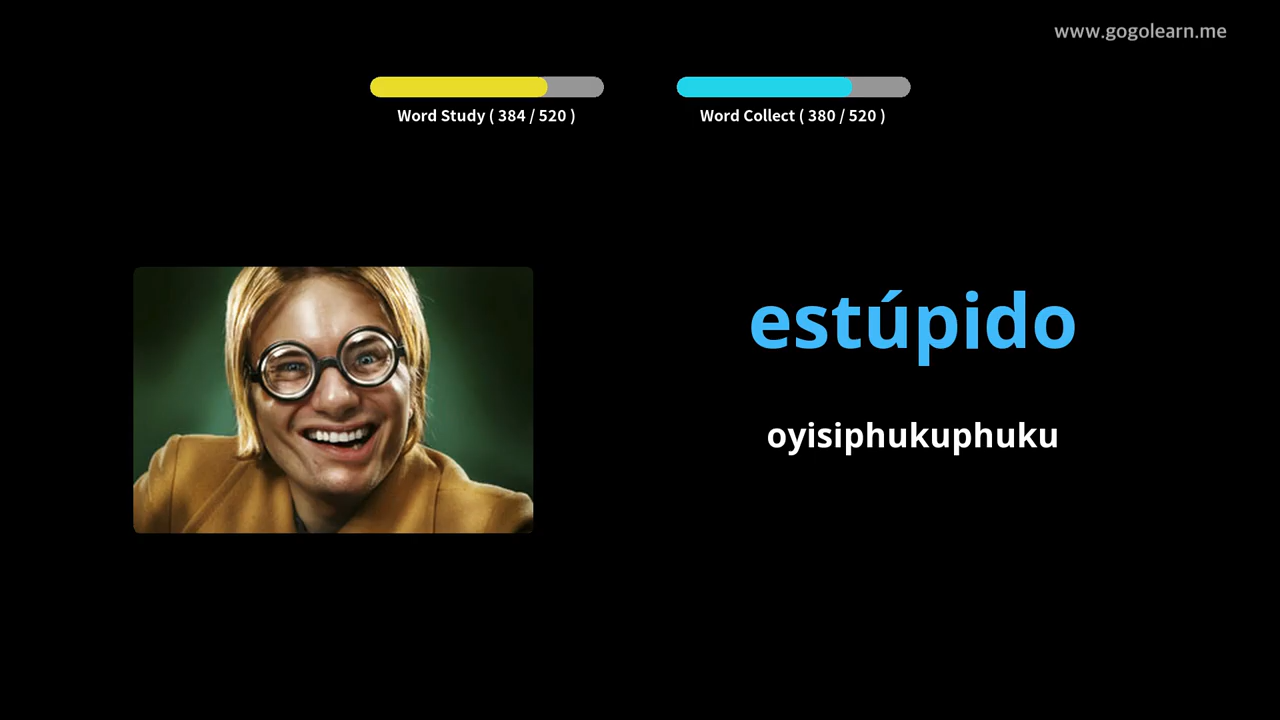 www.gogolearn.me
Word Study ( 384 / 520 )
Word Collect ( 380 / 520 )
estúpido
oyisiphukuphuku